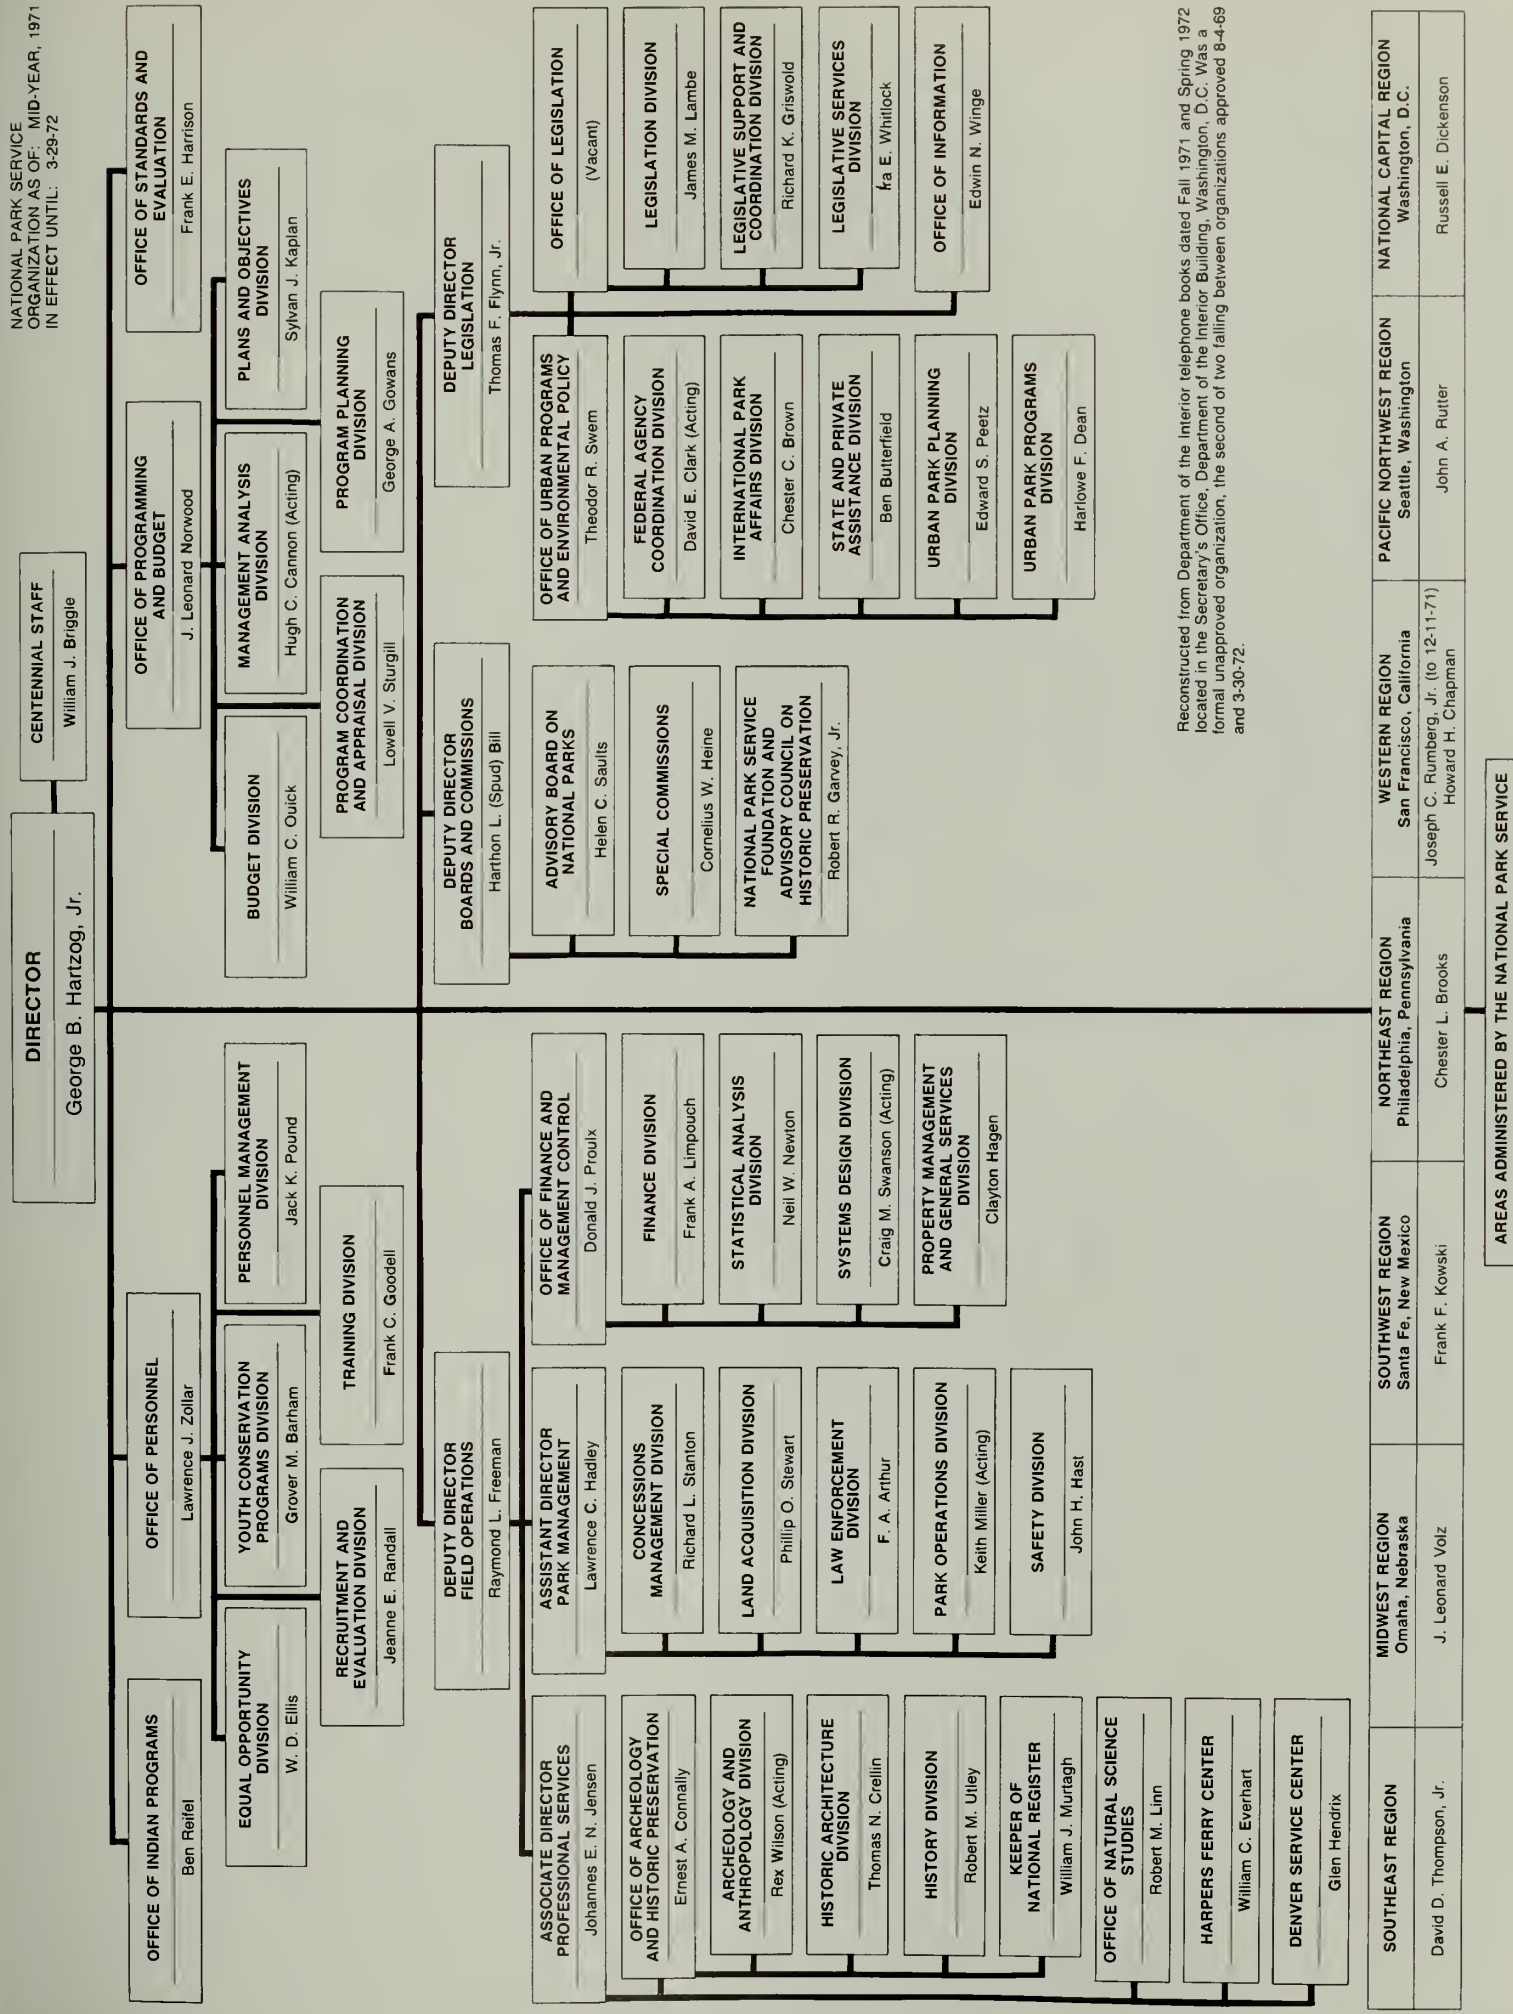 NATIONAL PARK SERVICE
ORGANIZATION AS OF: MID-YEAR, 1971
IN EFFECT UNTIL: 3-29-72
DIRECTOR
George B. Hartzog, Jr.
CENTENNIAL STAFF
William J. Briggle
OFFICE OF INDIAN PROGRAMS
Ben Reifel
OFFICE OF PERSONNEL
Lawrence J. Zollar
OFFICE OF PROGRAMMING
AND BUDGET
J. Leonard Norwood
OFFICE OF STANDARDS AND
EVALUATION
Frank E. Harrison
EQUAL OPPORTUNITY
DIVISION
W. D. Ellis
YOUTH CONSERVATION
PROGRAMS DIVISION
Grover M. Barham
PERSONNEL MANAGEMENT
DIVISION
Jack K. Pound
RECRUITMENT AND
EVALUATION DIVISION
Jeanne E. Randall
TRAINING DIVISION
Frank C. Goodell
BUDGET DIVISION
William C. Quick
MANAGEMENT ANALYSIS
DIVISION
Hugh C. Cannon (Acting)
PLANS AND OBJECTIVES
DIVISION
Sylvan J. Kaplan
PROGRAM COORDINATION
AND APPRAISAL DIVISION
Lowell V. Sturgill
PROGRAM PLANNING
DIVISION
George A. Gowans
DEPUTY DIRECTOR
FIELD OPERATIONS
Raymond L. Freeman
DEPUTY DIRECTOR
BOARDS AND COMMISSIONS
Harthon L. (Spud) Bill
DEPUTY DIRECTOR
LEGISLATION
Thomas F. Flynn, Jr.
ASSOCIATE DIRECTOR
PROFESSIONAL SERVICES
Johannes E. N. Jensen
OFFICE OF ARCHEOLOGY
AND HISTORIC PRESERVATION
Ernest A. Connally
ARCHEOLOGY AND
ANTHROPOLOGY DIVISION
Rex Wilson (Acting)
HISTORIC ARCHITECTURE
DIVISION
Thomas N. Crellin
HISTORY DIVISION
Robert M. Utley
KEEPER OF
NATIONAL REGISTER
William J. Murtagh
OFFICE OF NATURAL SCIENCE
STUDIES
Robert M. Linn
HARPERS FERRY CENTER
William C. Everhart
DENVER SERVICE CENTER
Glen Hendrix
ASSISTANT DIRECTOR
PARK MANAGEMENT
Lawrence C. Hadley
CONCESSIONS
MANAGEMENT DIVISION
Richard L. Stanton
LAND ACQUISITION DIVISION
Phillip O. Stewart
LAW ENFORCEMENT
DIVISION
F. A. Arthur
PARK OPERATIONS DIVISION
Keith Miller (Acting)
SAFETY DIVISION
John H. Hast
OFFICE OF FINANCE AND
MANAGEMENT CONTROL
Donald J. Proulx
FINANCE DIVISION
Frank A. Limpouch
STATISTICAL ANALYSIS
DIVISION
Neil W. Newton
SYSTEMS DESIGN DIVISION
Craig M. Swanson (Acting)
PROPERTY MANAGEMENT
AND GENERAL SERVICES
DIVISION
Clayton Hagen
ADVISORY BOARD ON
NATIONAL PARKS
Helen C. Saults
SPECIAL COMMISSIONS
Cornelius W. Heine
NATIONAL PARK SERVICE
FOUNDATION AND
ADVISORY COUNCIL ON
HISTORIC PRESERVATION
Robert R. Garvey, Jr.
OFFICE OF URBAN PROGRAMS
AND ENVIRONMENTAL POLICY
Theodor R. Swem
FEDERAL AGENCY
COORDINATION DIVISION
David E. Clark (Acting)
INTERNATIONAL PARK
AFFAIRS DIVISION
Chester C. Brown
STATE AND PRIVATE
ASSISTANCE DIVISION
Ben Butterfield
URBAN PARK PLANNING
DIVISION
Edward S. Peetz
URBAN PARK PROGRAMS
DIVISION
Harlowe F. Dean
OFFICE OF LEGISLATION
(Vacant)
LEGISLATION DIVISION
James M. Lambe
LEGISLATIVE SUPPORT AND
COORDINATION DIVISION
Richard K. Griswold
LEGISLATIVE SERVICES
DIVISION
Ira E. Whitlock
OFFICE OF INFORMATION
Edwin N. Winge
Reconstructed from Department of the Interior telephone books dated Fall 1971 and Spring 1972
located in the Secretary's Office, Department of the Interior Building, Washington, D.C. Was a
formal unapproved organization, the second of two falling between organizations approved 8-4-69
and 3-30-72.
SOUTHEAST REGION
David D. Thompson, Jr.
MIDWEST REGION
Omaha, Nebraska
J. Leonard Volz
SOUTHWEST REGION
Santa Fe, New Mexico
Frank F. Kowski
NORTHEAST REGION
Philadelphia, Pennsylvania
Chester L. Brooks
WESTERN REGION
San Francisco, California
Joseph C. Rumberg, Jr. (to 12-11-71)
Howard H. Chapman
PACIFIC NORTHWEST REGION
Seattle, Washington
John A. Rutter
NATIONAL CAPITAL REGION
Washington, D.C.
Russell E. Dickenson
AREAS ADMINISTERED BY THE NATIONAL PARK SERVICE